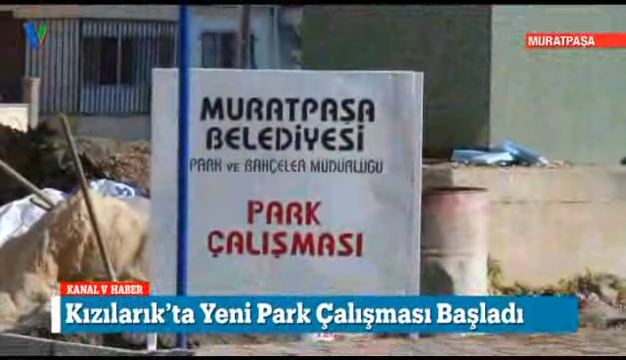 V
MURATPAŞA
MURATPAŞA
BELEDİYESİ
PARK VE BAHÇELER MÜDÜRLÜĞÜ
PARK
ÇALIŞMASI
KANAL V HABER
Kızılarık'ta Yeni Park Çalışması Başladı